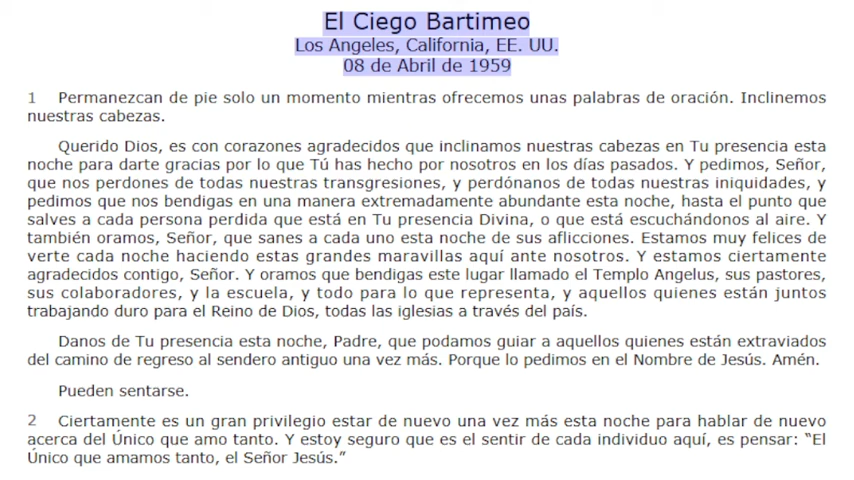 El Ciego Bartimeo
Los Angeles, California, EE. UU.
08 de Abril de 1959
1 Permanezcan de pie solo un momento mientras ofrecemos unas palabras de oración. Inclinemos
nuestras cabezas.
Querido Dios, es con corazones agradecidos que inclinamos nuestras cabezas en Tu presencia esta
noche para darte gracias por lo que Tú has hecho por nosotros en los días pasados. Y pedimos, Señor,
que nos perdones de todas nuestras transgresiones, y perdónanos de todas nuestras iniquidades, y
pedimos que nos bendigas en una manera extremadamente abundante esta noche, hasta el punto que
salves a cada persona perdida que está en Tu presencia Divina, o que está escuchándonos al aire. Y
también oramos, Señor, que sanes a cada uno esta noche de sus aflicciones. Estamos muy felices de
verte cada noche haciendo estas grandes maravillas aquí ante nosotros. Y estamos ciertamente
agradecidos contigo, Señor. Y oramos que bendigas este lugar llamado el Templo Angelus, sus pastores,
sus colaboradores, y la escuela, y todo para lo que representa, y aquellos quienes están juntos
trabajando duro para el Reino de Dios, todas las iglesias a través del país.
Danos de Tu presencia esta noche, Padre, que podamos guiar a aquellos quienes están extraviados
del camino de regreso al sendero antiguo una vez más. Porque lo pedimos en el Nombre de Jesús. Amén.
Pueden sentarse.
2 Ciertamente es un gran privilegio estar de nuevo una vez más esta noche para hablar de nuevo
acerca del Único que amo tanto. Y estoy seguro que es el sentir de cada individuo aquí, es pensar: “El
Único que amamos tanto, el Señor Jesús.”